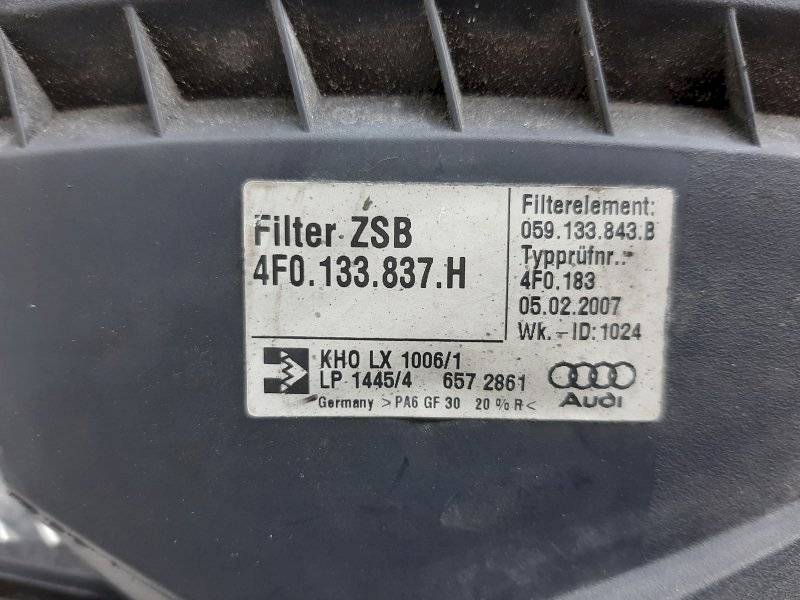 Filter ZSB
4F0.133.837.H
Filterelement:
059.133.843.B
Typprüfnr.:
4F0.183
05.02.2007
Wk.-ID:1024
KHO LX 1006/1
LP 1445/4 657 2861
Germany >PA6 GF 30 20 % R<
Audi